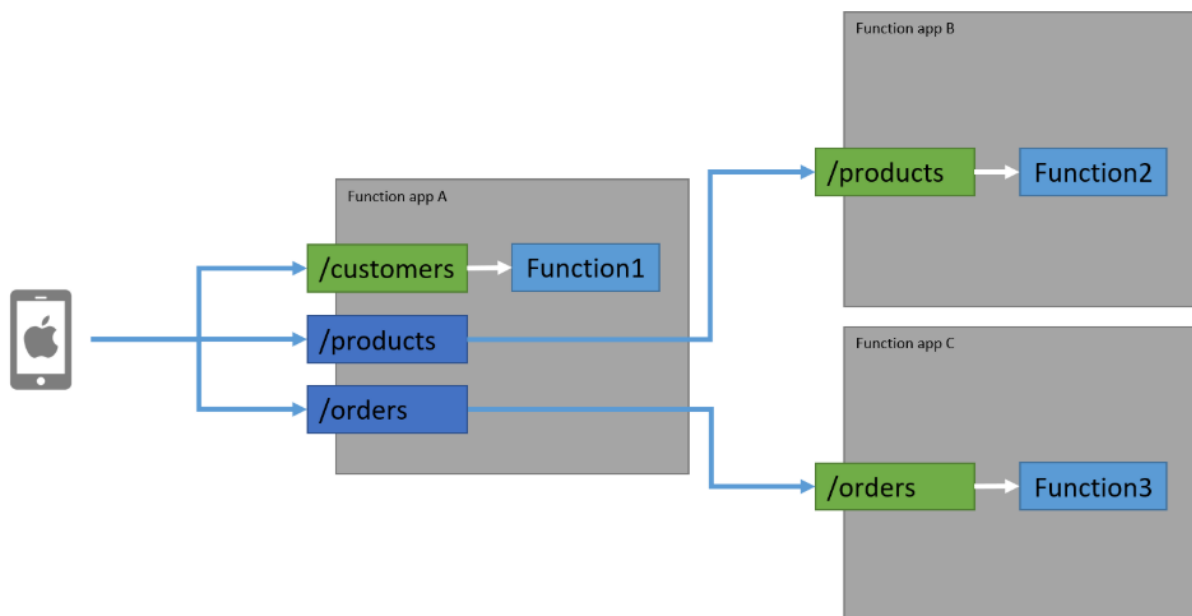 Function app B
/products
Function2
Function app A
/customers
Function1
/products
/orders
Function app C
/orders
Function3